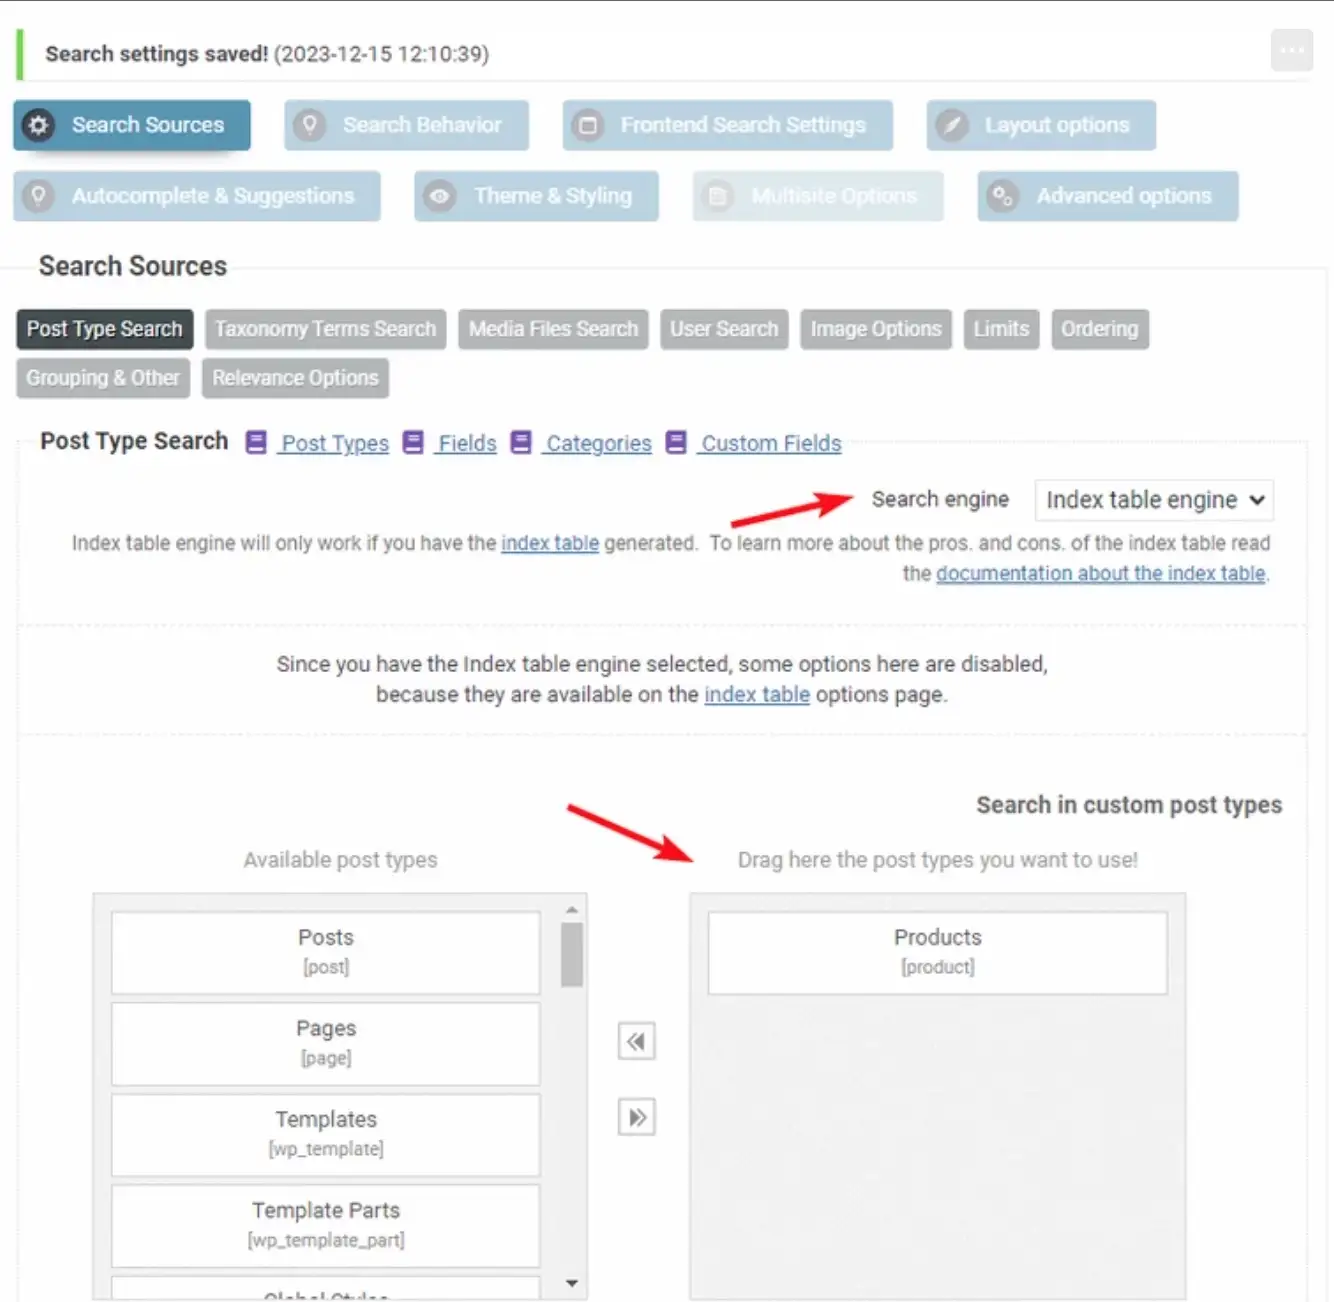 Search settings saved! (2023-12-15 12:10:39)
Search Sources
Search Behavior
Frontend Search Settings
Layout options
Autocomplete & Suggestions
Theme & Styling
Multisite Options
Advanced options
Search Sources
Post Type Search
Taxonomy Terms Search
Media Files Search
User Search
Image Options
Limits
Ordering
Grouping & Other
Relevance Options
Post Type Search
Post Types
Fields
Categories
Custom Fields
Search engine
Index table engine
Index table engine will only work if you have the index table generated. To learn more about the pros. and cons. of the index table read
the documentation about the index table.
Since you have the Index table engine selected, some options here are disabled,
because they are available on the index table options page.
Search in custom post types
Available post types
Drag here the post types you want to use!
Posts
[post]
Pages
[page]
Templates
[wp_template]
Template Parts
[wp_template_part]
Global Styles
Products
[product]